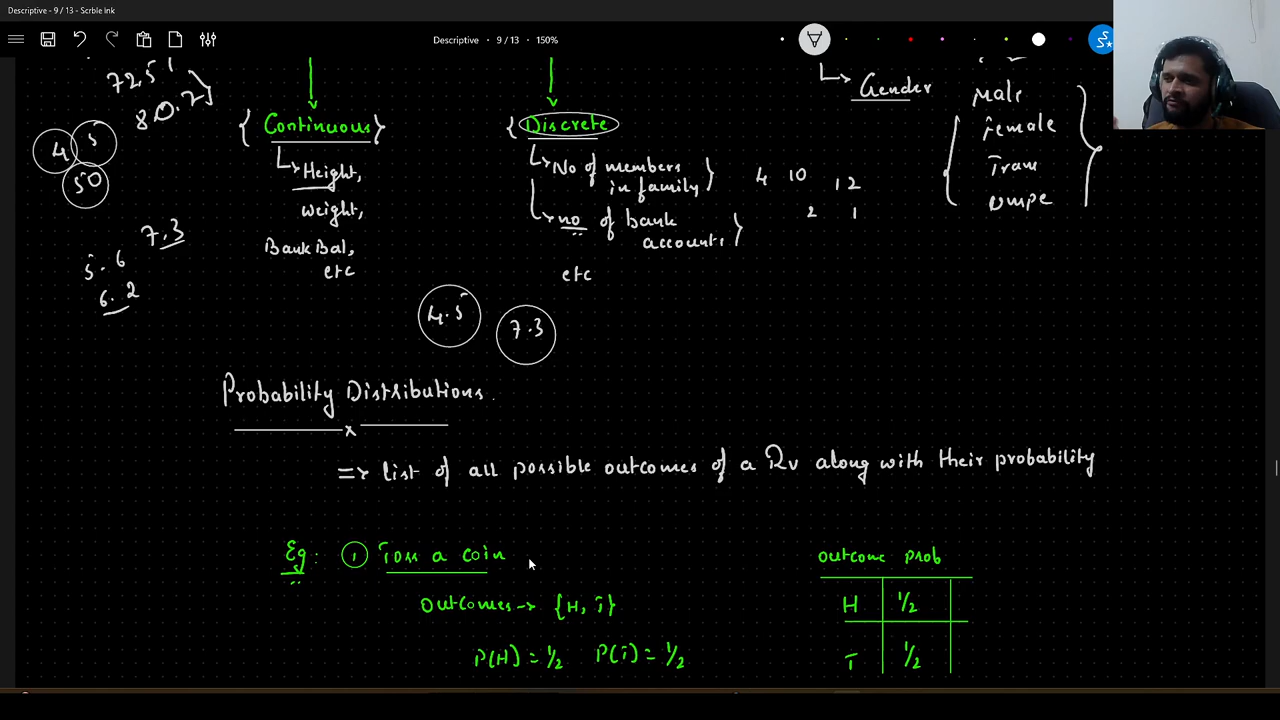 Descriptive - 9 / 13 - Scrble Ink
Descriptive • 9 / 13 • 150%
72.51
80.2
4 5
50
7.3
5.6
6.2
{ Continuous }
Height,
weight,
Bank Bal,
etc
{ Discrete
No of members
in family }
no of bank
accounts }
etc
4 10
12
2 1
Gender
Male
Female
Trans
4.5
7.3
Probability Distributions.
x
=> list of all possible outcomes of a Rv along with their probability
Eg: 1 Toss a coin
Outcomes -> {H, T}
P(H) = 1/2 P(T) = 1/2
outcome prob
H 1/2
T 1/2